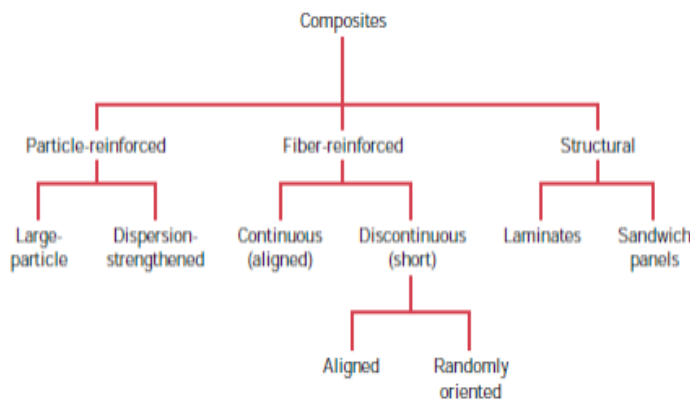 Composites
Particle-reinforced
Fiber-reinforced
Structural
Large-
particle
Dispersion-
strengthened
Continuous
(aligned)
Discontinuous
(short)
Laminates
Sandwich
panels
Aligned
Randomly
oriented